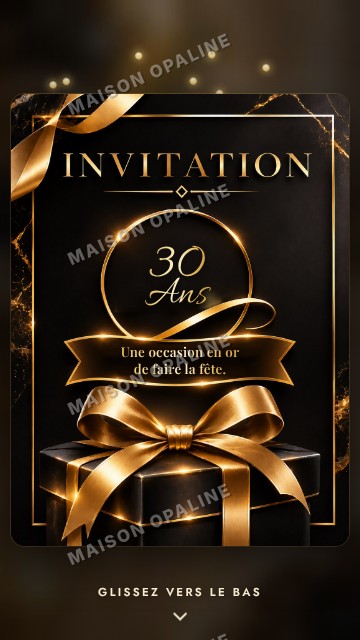 MAISON OPALINE
INVITATION
MAISON OPALINE
30
Ans
Une occasion en or
de faire la fête.
MAISON OPALINE
MAISON OPALINE
GLISSEZ VERS LE BAS
MAISON OPALINE